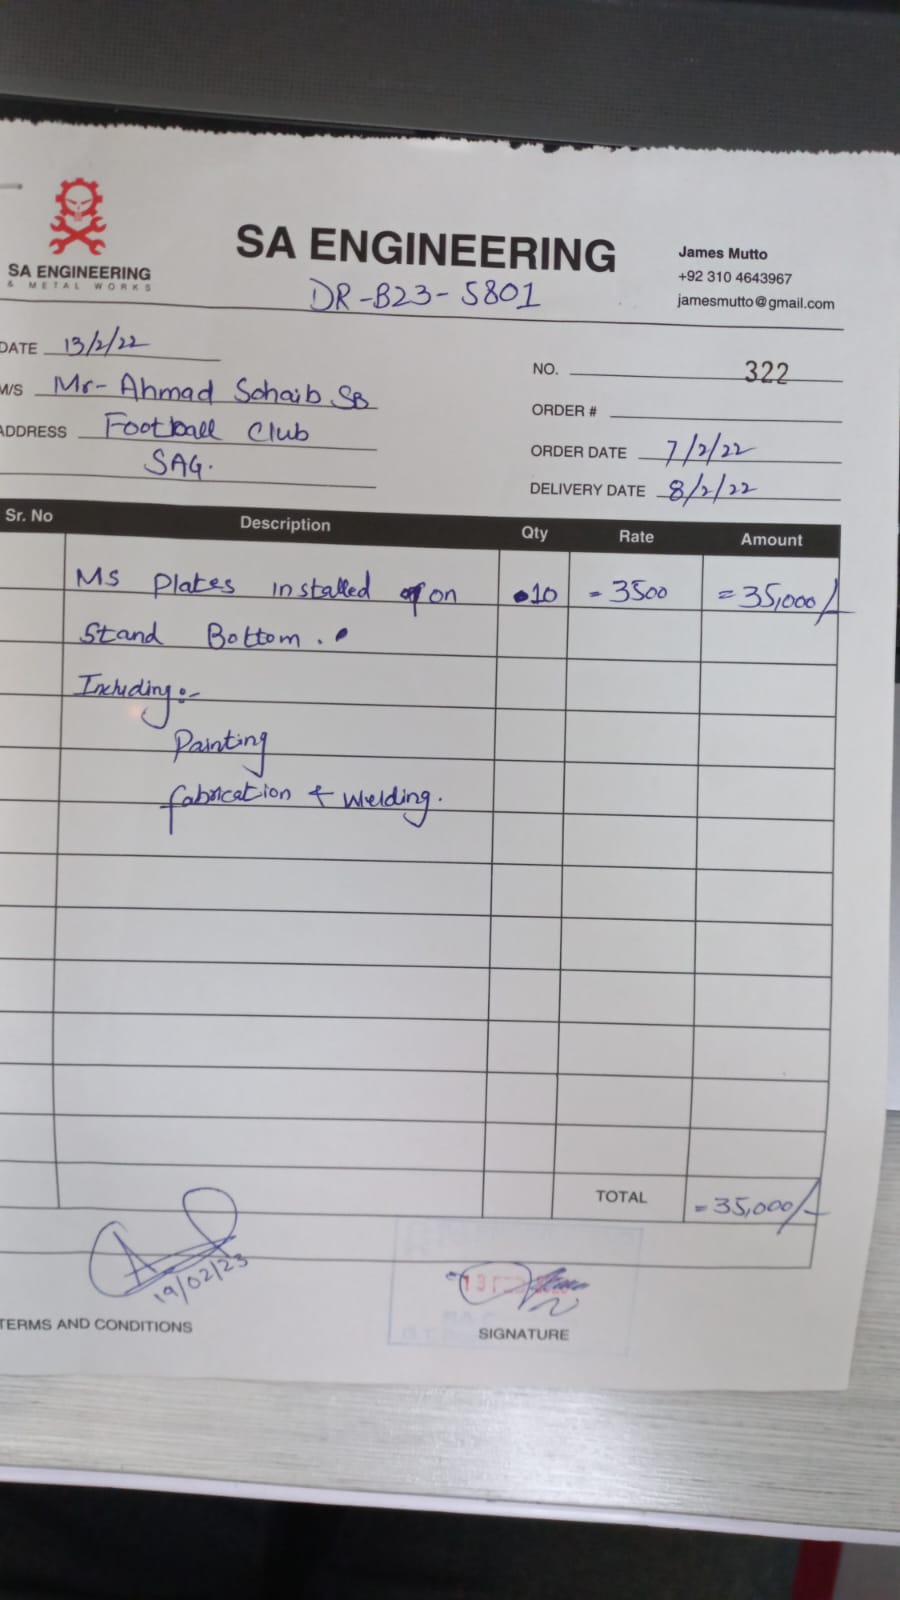 SA ENGINEERING
& METAL WORKS
SA ENGINEERING
DR-B23-5801
James Mutto
+92 310 4643967
jamesmutto@gmail.com
DATE 13/2/22
M/S Mr- Ahmad Sohaib SB
ADDRESS Football Club
SAG.
NO. 322
ORDER #
ORDER DATE 7/2/22
DELIVERY DATE 8/2/22
Sr. No Description Qty Rate Amount
MS Plates installed on 10 = 3500 = 35,000/-
Stand Bottom.
Including:-
Painting
fabrication & Welding.
TOTAL = 35,000/-
19/02/23
TERMS AND CONDITIONS
SIGNATURE